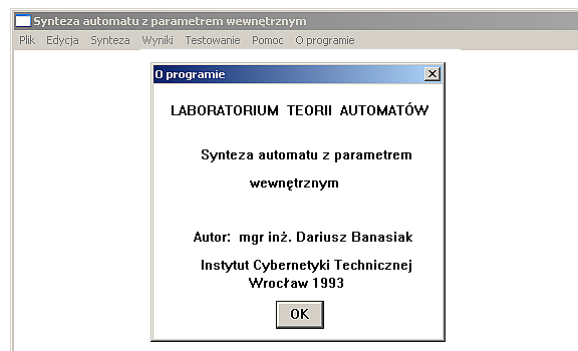 Synteza automatu z parametrem wewnętrznym
Plik Edycja Synteza Wyniki Testowanie Pomoc O programie
O programie
LABORATORIUM TEORII AUTOMATÓW
Synteza automatu z parametrem
wewnętrznym
Autor: mgr inż. Dariusz Banasiak
Instytut Cybernetyki Technicznej
Wrocław 1993
OK